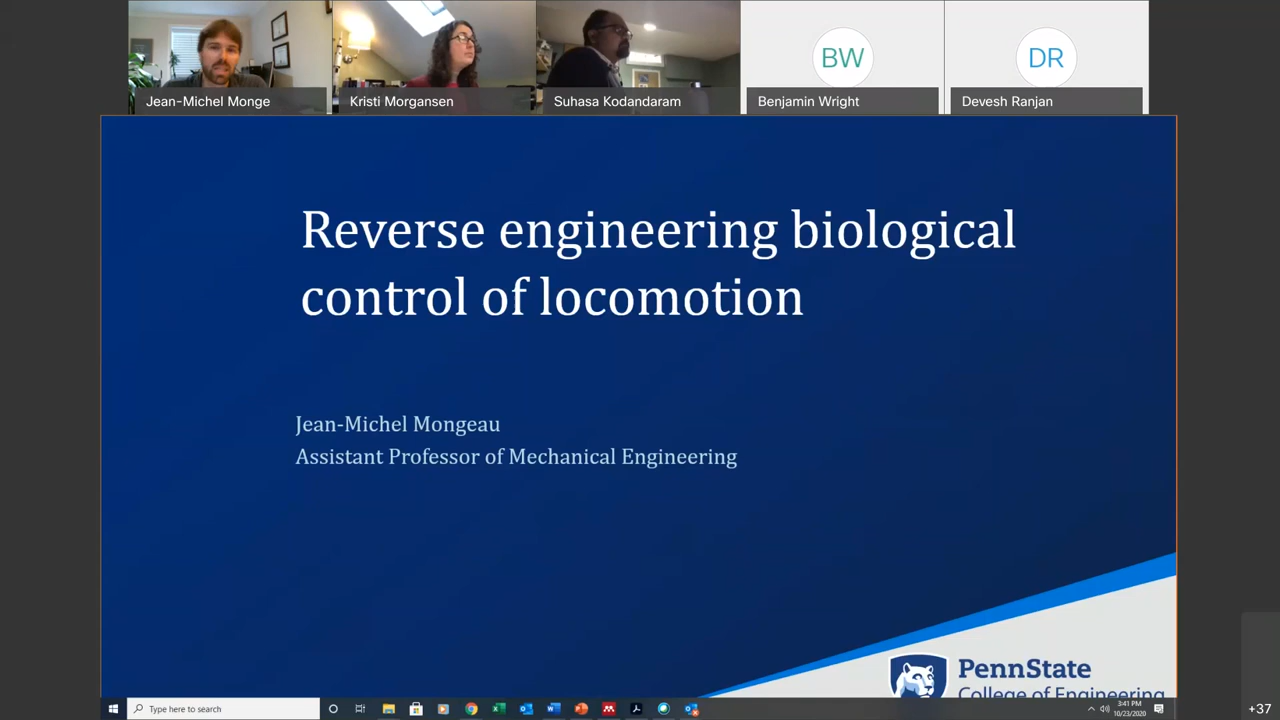 Jean-Michel Monge
Kristi Morgansen
Suhasa Kodandaram
BW
Benjamin Wright
DR
Devesh Ranjan
Reverse engineering biological
control of locomotion
Jean-Michel Mongeau
Assistant Professor of Mechanical Engineering
PennState
College of Engineering
Type here to search
3:41 PM
10/23/2020
+37